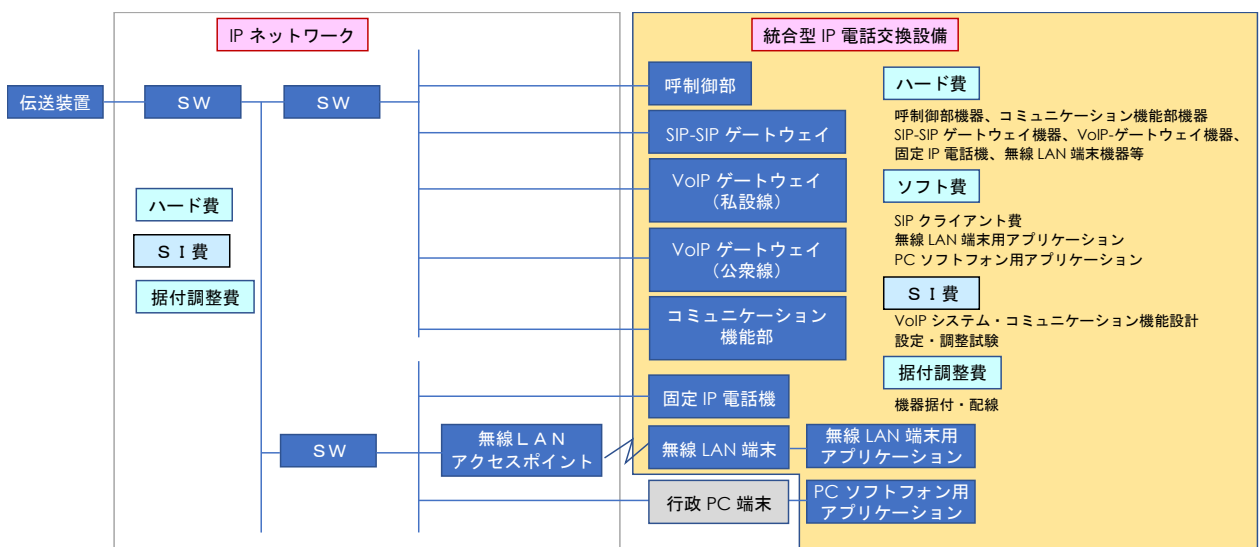 IP ネットワーク
統合型 IP 電話交換設備
伝送装置
ＳＷ
ＳＷ
ハード費
ＳＩ費
据付調整費
ＳＷ
無線ＬＡＮ
アクセスポイント
呼制御部
SIP-SIP ゲートウェイ
VoIP ゲートウェイ
（私設線）
VoIP ゲートウェイ
（公衆線）
コミュニケーション
機能部
固定 IP 電話機
無線 LAN 端末
無線 LAN 端末用
アプリケーション
行政 PC 端末
PC ソフトフォン用
アプリケーション
ハード費
呼制御部機器、コミュニケーション機能部機器
SIP-SIP ゲートウェイ機器、VoIP-ゲートウェイ機器、
固定 IP 電話機、無線 LAN 端末機器等
ソフト費
SIP クライアント費
無線 LAN 端末用アプリケーション
PC ソフトフォン用アプリケーション
ＳＩ費
VoIP システム・コミュニケーション機能設計
設定・調整試験
据付調整費
機器据付・配線